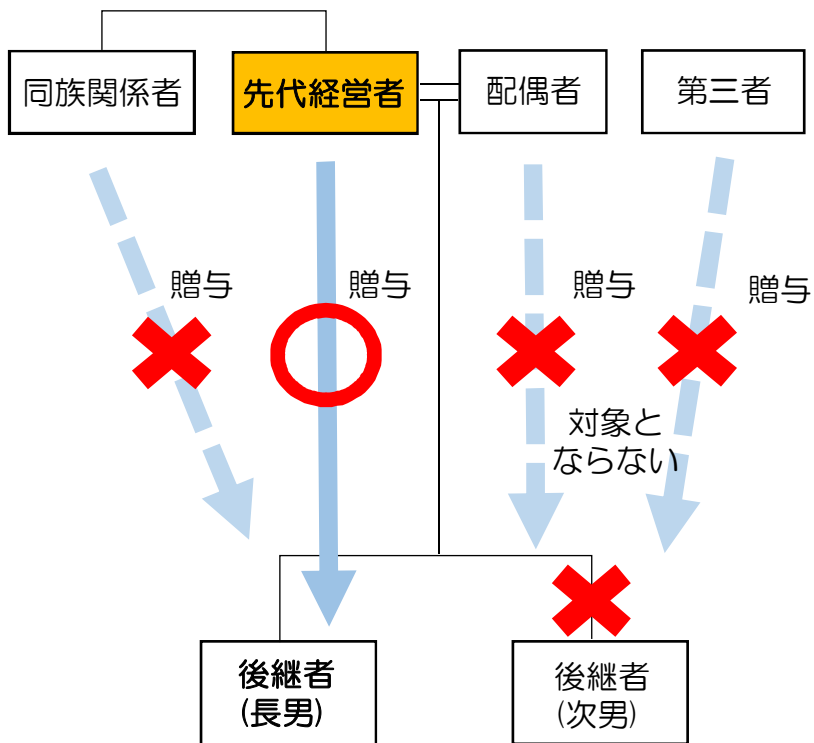 同族関係者
先代経営者
配偶者
第三者
贈与
贈与
贈与
贈与
対象と
ならない
後継者
(長男)
後継者
(次男)